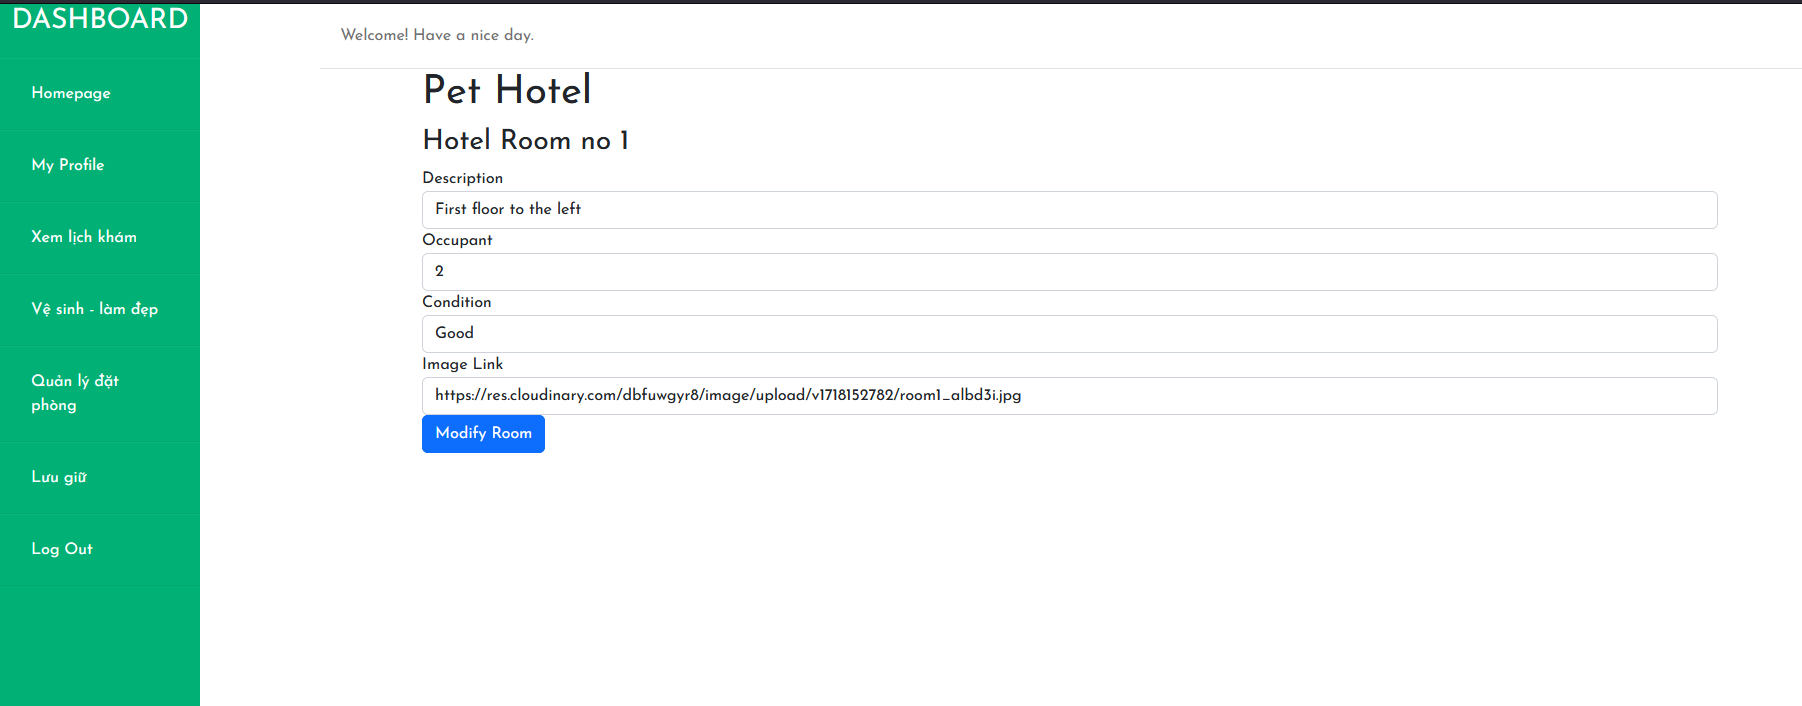 DASHBOARD
Homepage
My Profile
Xem lịch khám
Vệ sinh - làm đẹp
Quản lý đặt
phòng
Lưu giữ
Log Out
Welcome! Have a nice day.
Pet Hotel
Hotel Room no 1
Description
First floor to the left
Occupant
2
Condition
Good
Image Link
https://res.cloudinary.com/dbfuwgyr8/image/upload/v1718152782/room1_albd3i.jpg
Modify Room